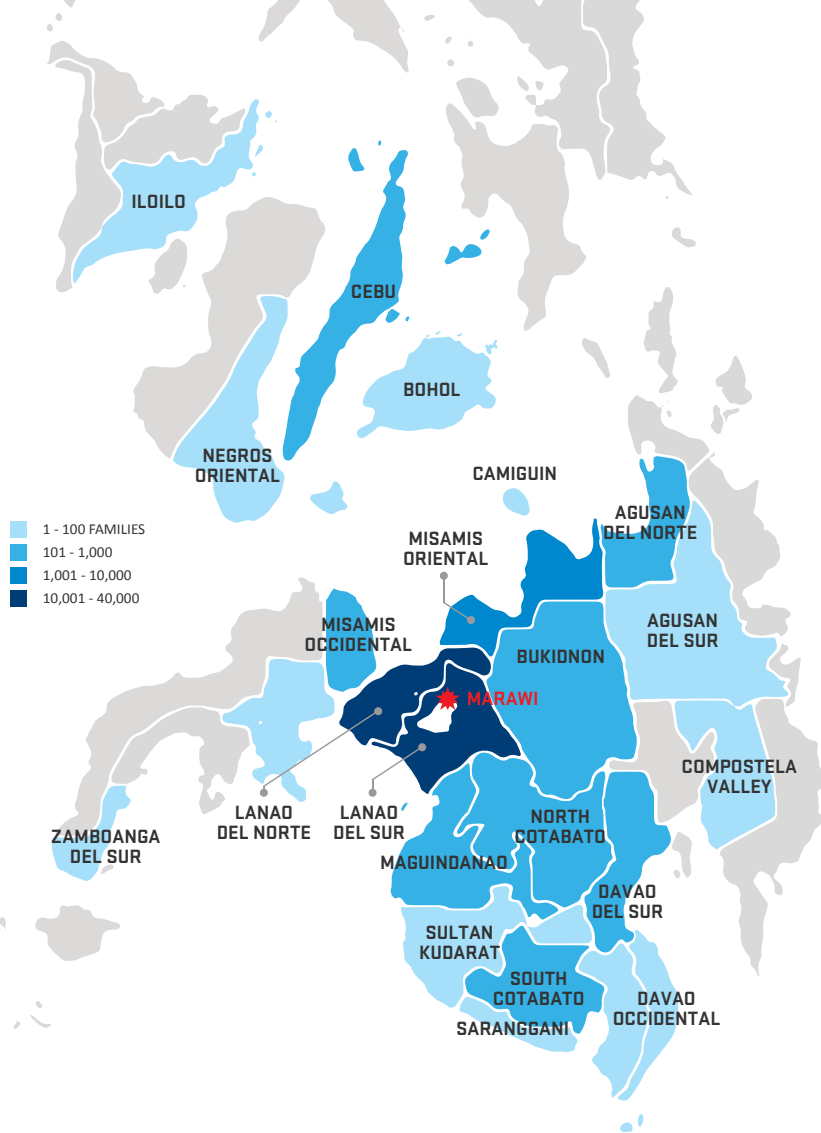 ILOILO
CEBU
BOHOL
NEGROS
ORIENTAL
CAMIGUIN
1 - 100 FAMILIES
101 - 1,000
1,001 - 10,000
10,001 - 40,000
MISAMIS
ORIENTAL
AGUSAN
DEL NORTE
MISAMIS
OCCIDENTAL
BUKIDNON
AGUSAN
DEL SUR
MARAWI
COMPOSTELA
VALLEY
LANAO
DEL NORTE
LANAO
DEL SUR
NORTH
COTABATO
ZAMBOANGA
DEL SUR
MAGUINDANAO
DAVAO
DEL SUR
SULTAN
KUDARAT
SOUTH
COTABATO
DAVAO
OCCIDENTAL
SARANGGANI